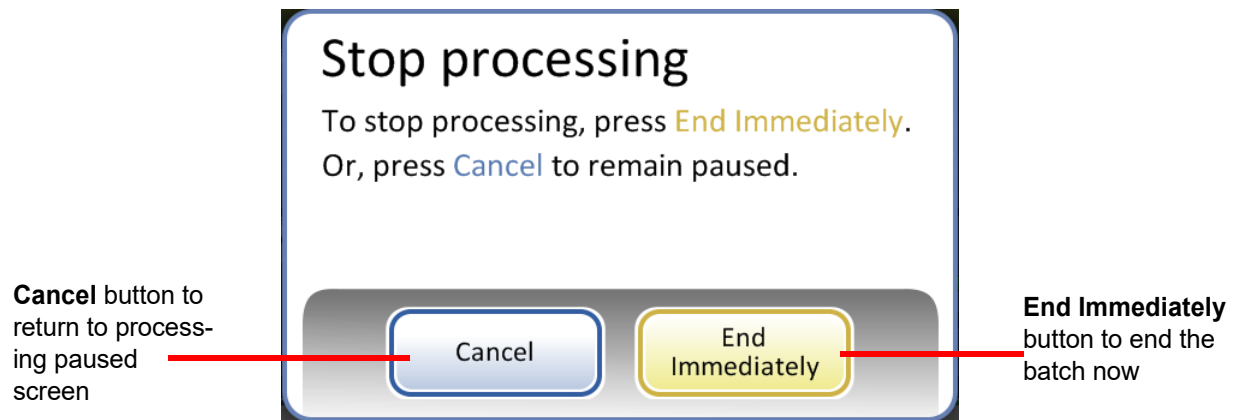 Stop processing
To stop processing, press End Immediately.
Or, press Cancel to remain paused.
Cancel button to
return to process-
ing paused
screen
Cancel
End
Immediately
End Immediately
button to end the
batch now